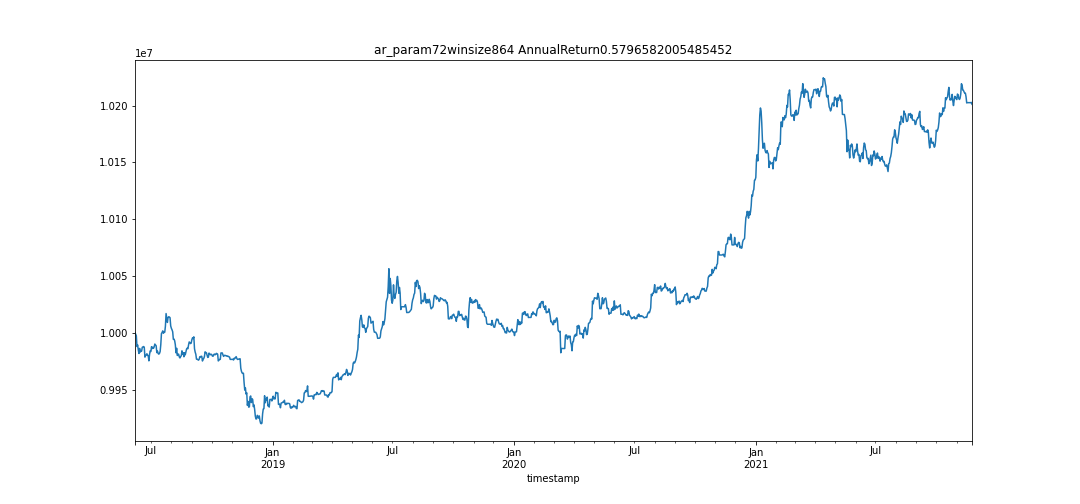 ar_param72winsize864 AnnualReturn0.5796582005485452
1e7
1.020
1.015
1.010
1.005
1.000
0.995
Jul
Jan
2019
Jul
Jan
2020
Jul
Jan
2021
Jul
timestamp